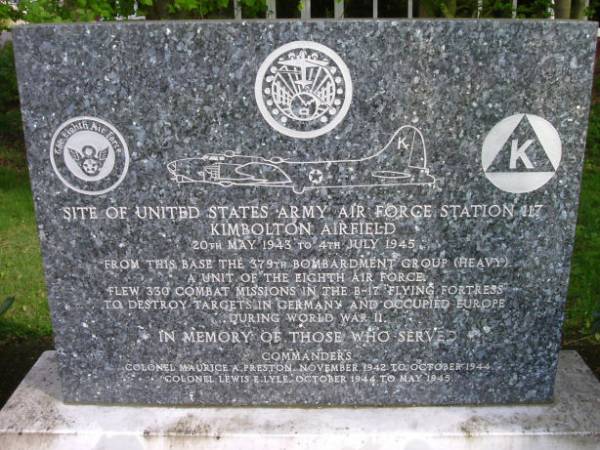 8th Eighth Air Force
K
K
SITE OF UNITED STATES ARMY AIR FORCE STATION 117
KIMBOLTON AIRFIELD
20TH MAY 1943 TO 4TH JULY 1945
FROM THIS BASE THE 379TH BOMBARDMENT GROUP (HEAVY)
A UNIT OF THE EIGHTH AIR FORCE,
FLEW 330 COMBAT MISSIONS IN THE B-17 FLYING FORTRESS
TO DESTROY TARGETS IN GERMANY AND OCCUPIED EUROPE
DURING WORLD WAR II.
IN MEMORY OF THOSE WHO SERVED
COMMANDERS
COLONEL MAURICE A. PRESTON, NOVEMBER 1942 TO OCTOBER 1944
COLONEL LEWIS E. LYLE, OCTOBER 1944 TO MAY 1945